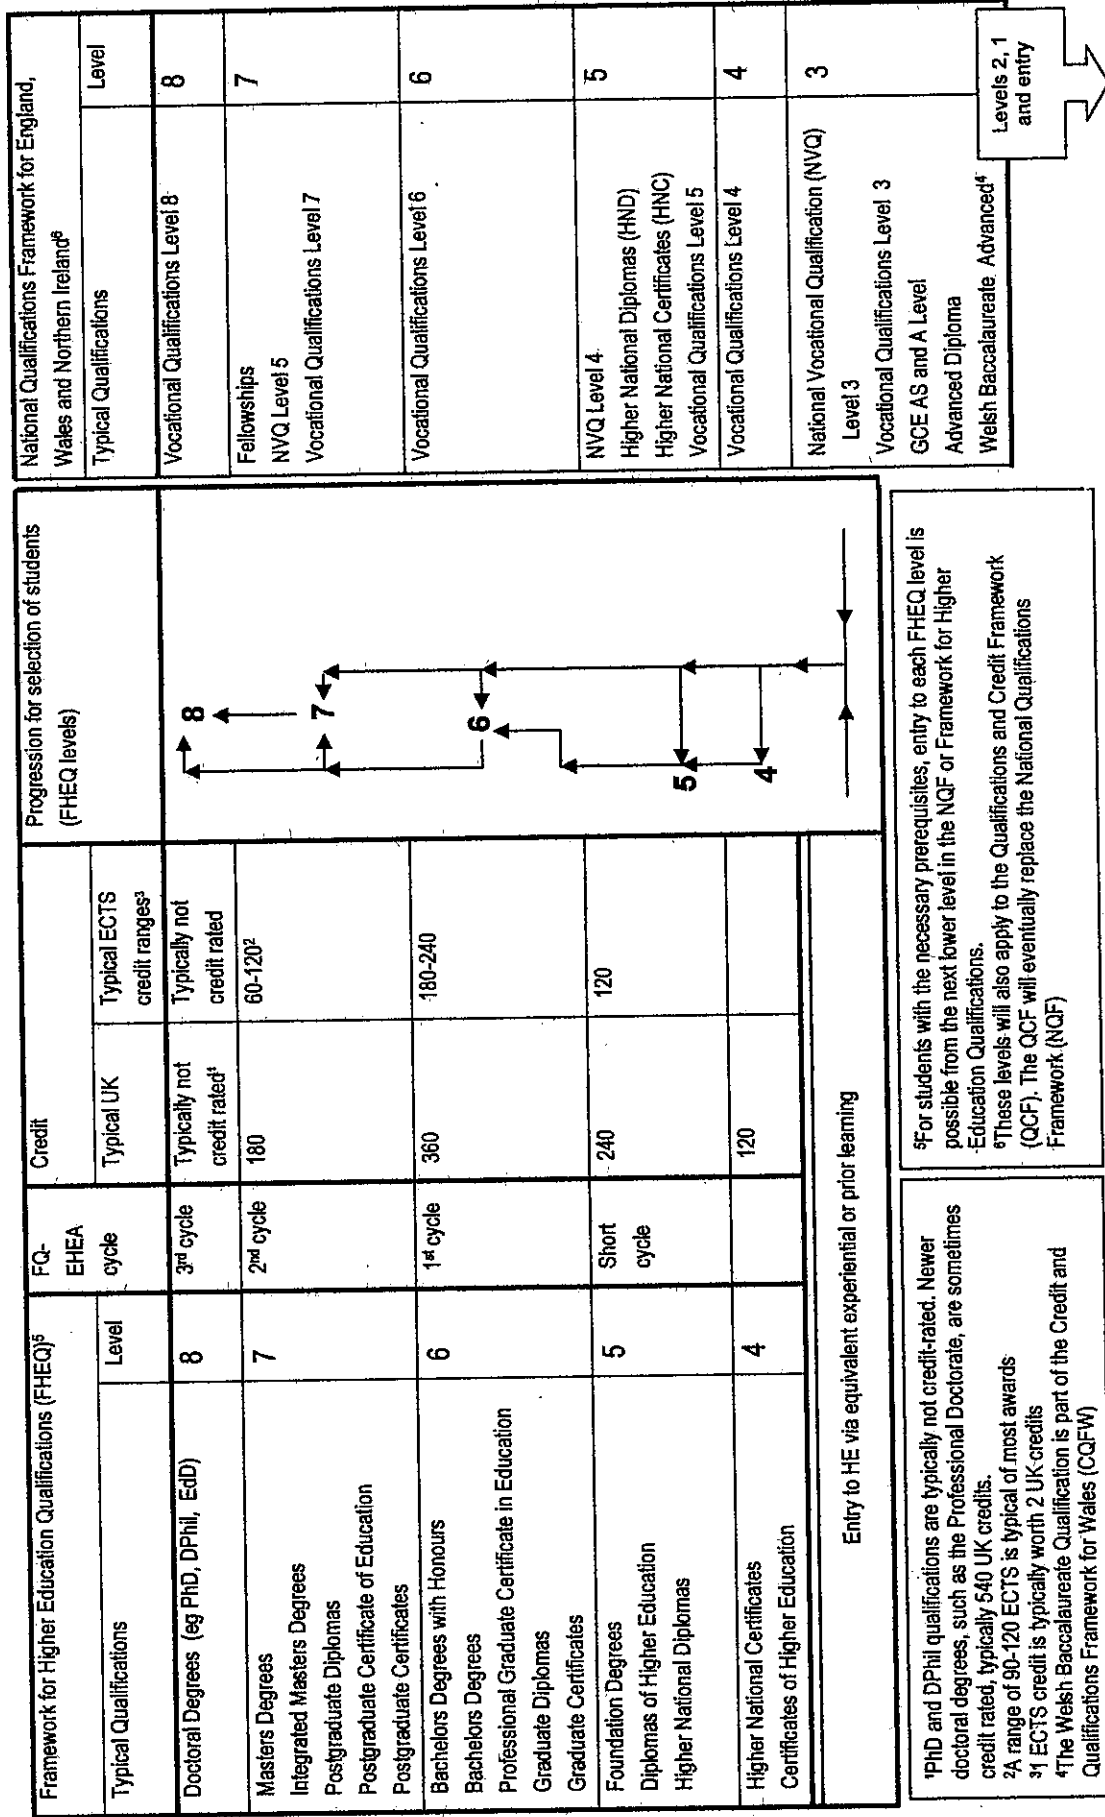 Framework for Higher Education Qualifications (FHEQ)⁵
Typical Qualifications
Level
FQ-
EHEA
cycle
Credit
Typical UK
Typical ECTS
credit ranges³
Progression for selection of students
(FHEQ levels)
National Qualifications Framework for England,
Wales and Northern Ireland⁶
Typical Qualifications
Level
Doctoral Degrees (eg PhD, DPhil, EdD)
8
3rd cycle
Typically not
credit rated¹
Typically not
credit rated
Masters Degrees
Integrated Masters Degrees
Postgraduate Diplomas
Postgraduate Certificate of Education
Postgraduate Certificates
7
2nd cycle
180
60-120²
Bachelors Degrees with Honours
Bachelors Degrees
Professional Graduate Certificate in Education
Graduate Diplomas
Graduate Certificates
6
1st cycle
360
180-240
Foundation Degrees
Diplomas of Higher Education
Higher National Diplomas
5
Short
cycle
240
120
Higher National Certificates
Certificates of Higher Education
4
120
Entry to HE via equivalent experiential or prior learning
8
7
6
5
4
Vocational Qualifications Level 8
8
Fellowships
NVQ Level 5
Vocational Qualifications Level 7
7
Vocational Qualifications Level 6
6
NVQ Level 4
Higher National Diplomas (HND)
Higher National Certificates (HNC)
Vocational Qualifications Level 5
5
Vocational Qualifications Level 4
4
National Vocational Qualification (NVQ)
Level 3
Vocational Qualifications Level 3
GCE AS and A Level
Advanced Diploma
Welsh Baccalaureate Advanced⁴
3
Levels 2, 1
and entry
¹PhD and DPhil qualifications are typically not credit-rated. Newer
doctoral degrees, such as the Professional Doctorate, are sometimes
credit rated, typically 540 UK credits.
²A range of 90-120 ECTS is typical of most awards
³1 ECTS credit is typically worth 2 UK credits
⁴The Welsh Baccalaureate Qualification is part of the Credit and
Qualifications Framework for Wales (CQFW)
⁵For students with the necessary prerequisites, entry to each FHEQ level is
possible from the next lower level in the NQF or Framework for Higher
Education Qualifications.
⁶These levels will also apply to the Qualifications and Credit Framework
(QCF). The QCF will eventually replace the National Qualifications
Framework (NQF)